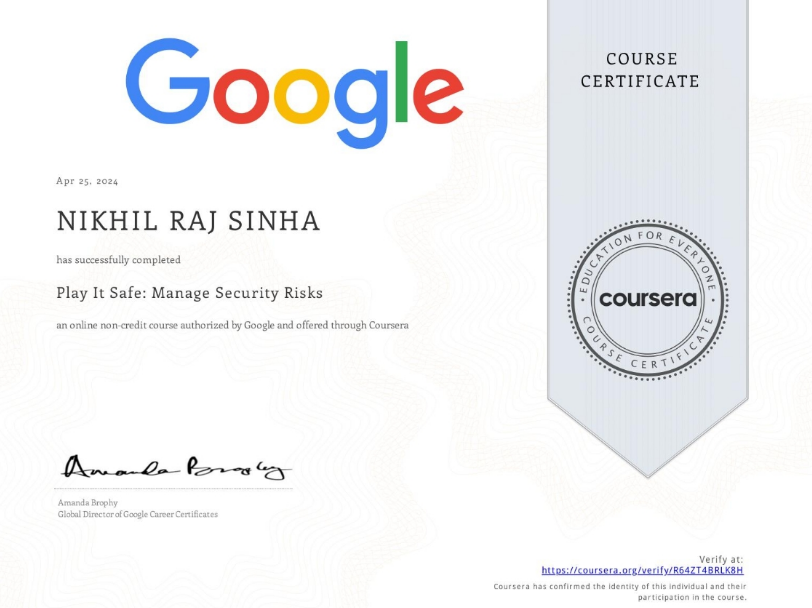 Google
COURSE
CERTIFICATE
Apr 25, 2024
NIKHIL RAJ SINHA
has successfully completed
Play It Safe: Manage Security Risks
an online non-credit course authorized by Google and offered through Coursera
EDUCATION FOR EVERYONE
coursera
COURSE CERTIFICATE
Amanda Brophy
Amanda Brophy
Global Director of Google Career Certificates
Verify at:
https://coursera.org/verify/R64ZT4BRLK8H
Coursera has confirmed the identity of this individual and their
participation in the course.